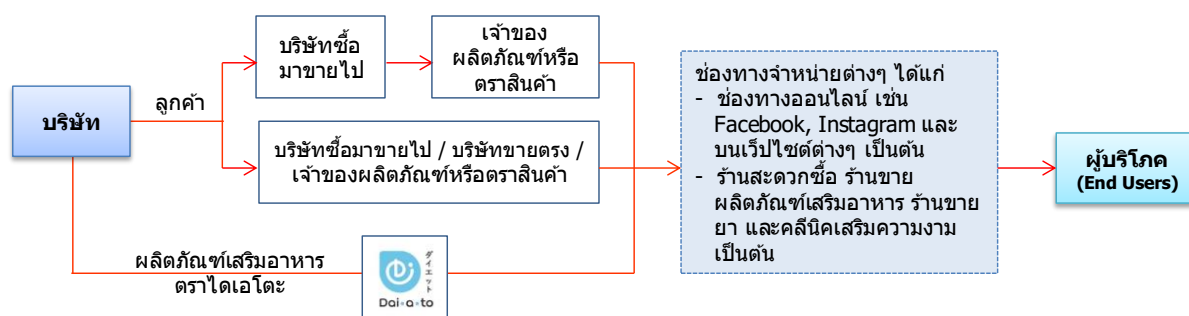 บริษัท
ลูกค้า
บริษัทซื้อ
มาขายไป
เจ้าของ
ผลิตภัณฑ์หรือ
ตราสินค้า
บริษัทซื้อมาขายไป / บริษัทขายตรง /
เจ้าของผลิตภัณฑ์หรือตราสินค้า
ผลิตภัณฑ์เสริมอาหาร
ตราไดเอโตะ
ダイエット
Dai•a•to
ช่องทางจำหน่ายต่างๆ ได้แก่
- ช่องทางออนไลน์ เช่น
Facebook, Instagram และ
บนเว็ปไซต์ต่างๆ เป็นต้น
- ร้านสะดวกซื้อ ร้านขาย
ผลิตภัณฑ์เสริมอาหาร ร้านขาย
ยา และคลีนิคเสริมความงาม
เป็นต้น
ผู้บริโภค
(End Users)